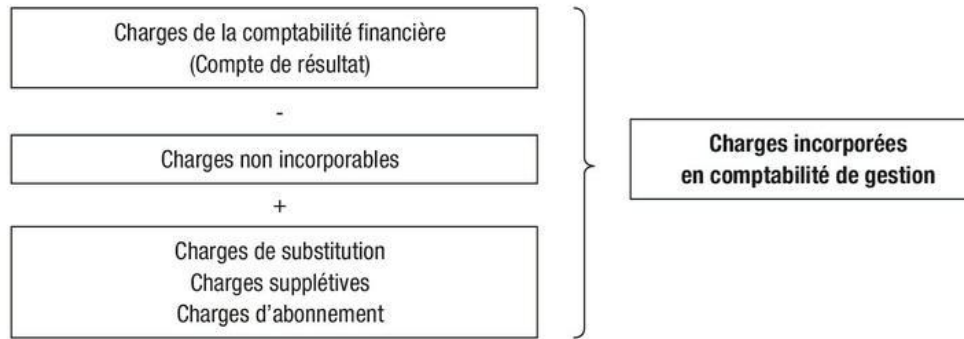 Charges de la comptabilité financière
(Compte de résultat)
-
Charges non incorporables
+
Charges de substitution
Charges supplétives
Charges d'abonnement
Charges incorporées
en comptabilité de gestion